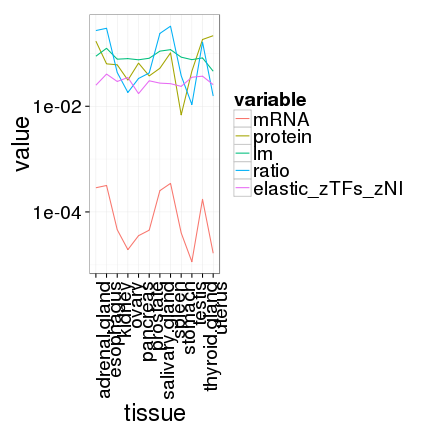 value
1e-02
1e-04
adrenal.gland
esophagus
kidney
ovary
pancreas
prostate
salivary.gland
spleen
stomach
testis
thyroid.gland
uterus
tissue
variable
mRNA
protein
lm
ratio
elastic_zTFs_zNI